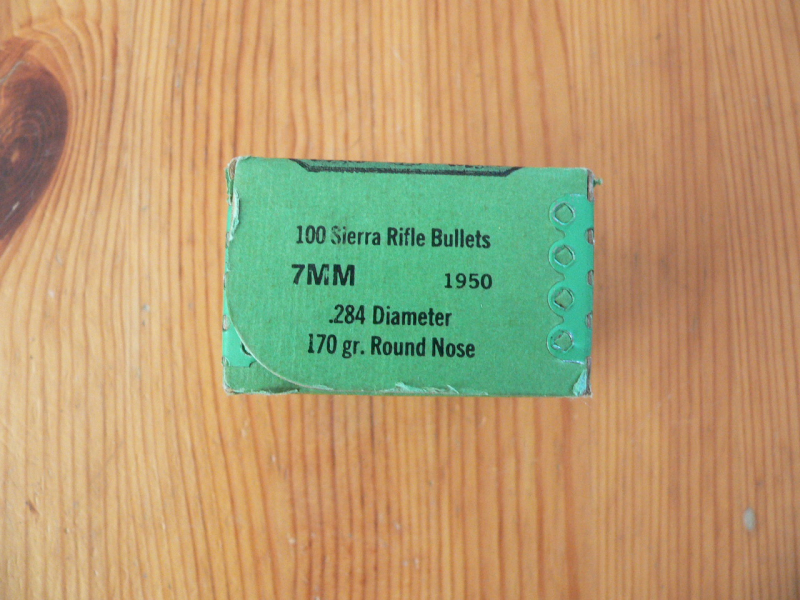 100 Sierra Rifle Bullets
7MM 1950
.284 Diameter
170 gr. Round Nose